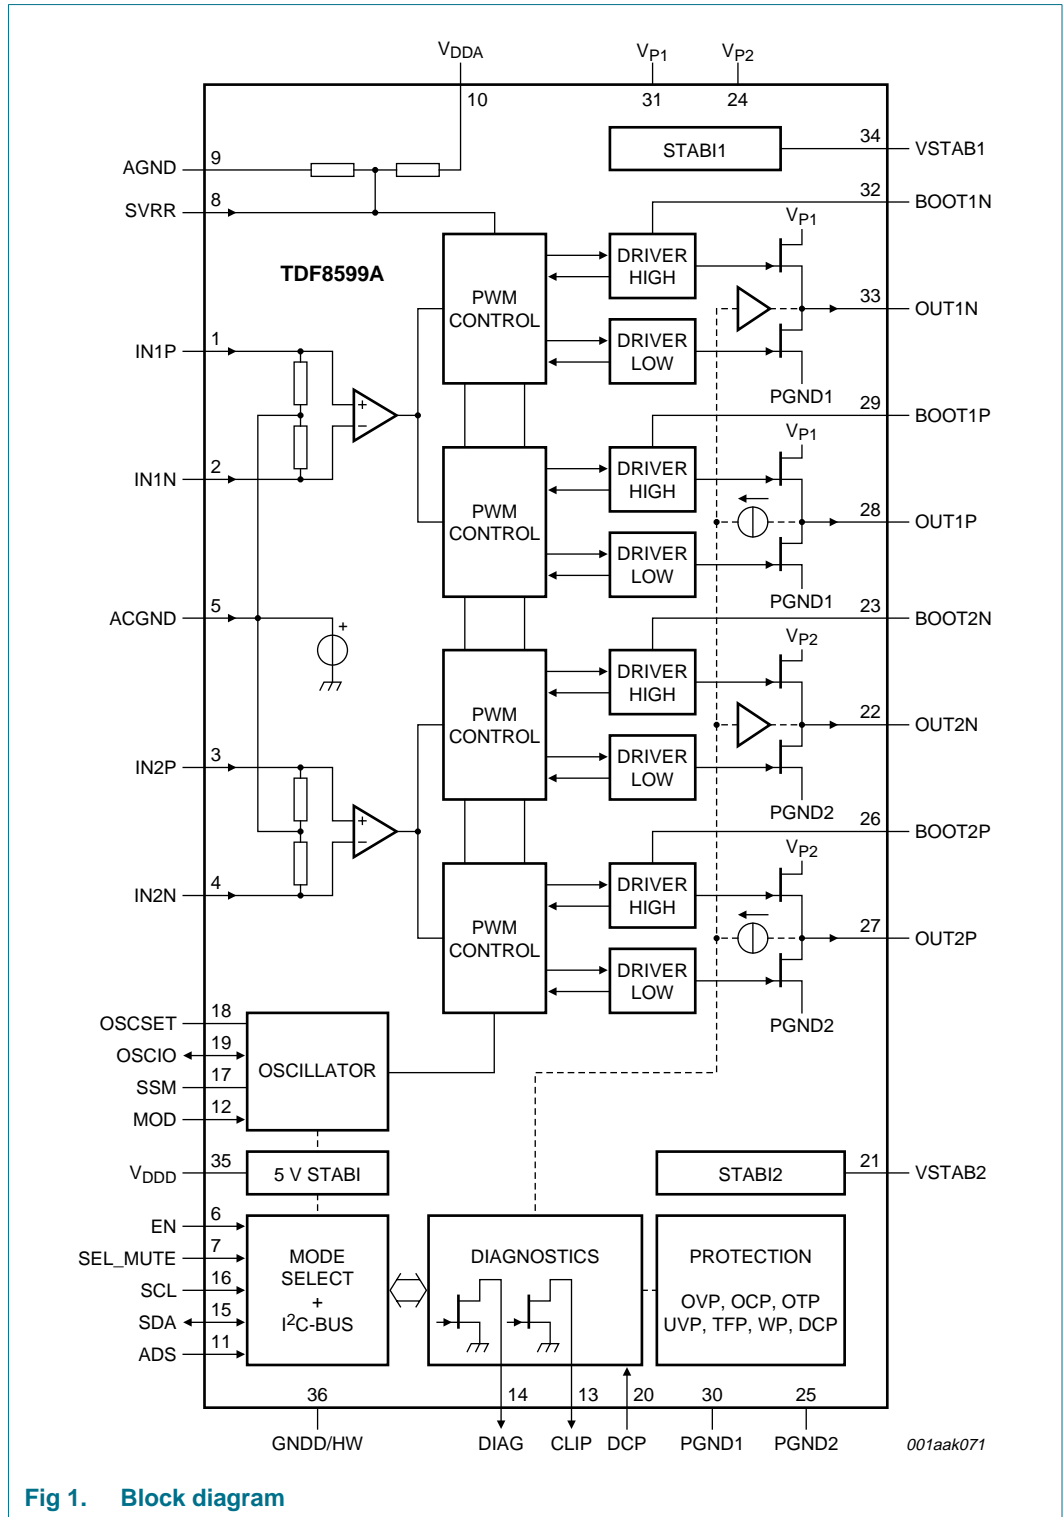 VDDA
VP1
VP2
10
31
24
AGND
9
STABI1
34
VSTAB1
SVRR
8
32
BOOT1N
TDF8599A
VP1
PWM
CONTROL
DRIVER
HIGH
33
OUT1N
IN1P
1
DRIVER
LOW
PGND1
+
−
29
BOOT1P
VP1
IN1N
2
PWM
CONTROL
DRIVER
HIGH
28
OUT1P
DRIVER
LOW
PGND1
ACGND
5
+
23
BOOT2N
VP2
PWM
CONTROL
DRIVER
HIGH
22
OUT2N
IN2P
3
DRIVER
LOW
PGND2
+
−
26
BOOT2P
VP2
IN2N
4
PWM
CONTROL
DRIVER
HIGH
27
OUT2P
DRIVER
LOW
PGND2
OSCSET
18
OSCIO
19
SSM
17
MOD
12
OSCILLATOR
VDDD
35
5 V STABI
STABI2
21
VSTAB2
EN
6
SEL_MUTE
7
SCL
16
SDA
15
ADS
11
MODE
SELECT
+
I²C-BUS
DIAGNOSTICS
PROTECTION
OVP, OCP, OTP
UVP, TFP, WP, DCP
36
14
13
20
30
25
GNDD/HW
DIAG
CLIP
DCP
PGND1
PGND2
001aak071
Fig 1. Block diagram